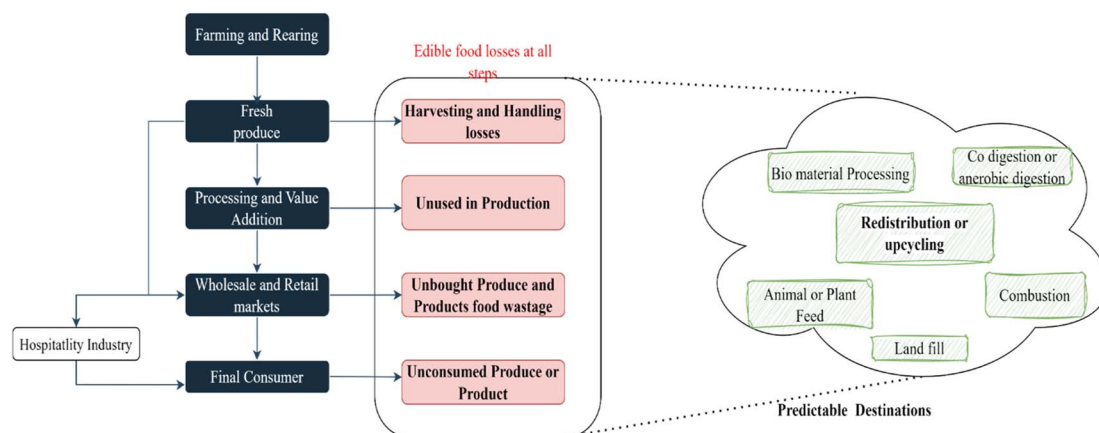 Farming and Rearing
Edible food losses at all
steps
Fresh
produce
Harvesting and Handling
losses
Processing and Value
Addition
Unused in Production
Wholesale and Retail
markets
Unbought Produce and
Products food wastage
Hospitatlity Industry
Final Consumer
Unconsumed Produce or
Product
Bio material Processing
Co digestion or
anerobic digestion
Redistribution or
upcycling
Animal or Plant
Feed
Combustion
Land fill
Predictable Destinations